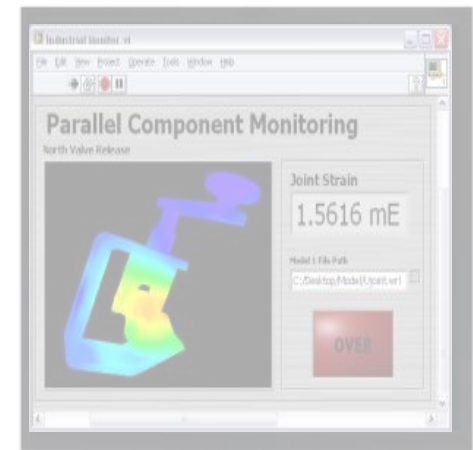 Industrial Monitor.vi
File Edit View Project Operate Tools Window Help
Parallel Component Monitoring
North Valve Release
Joint Strain
1.5616 mE
Model 1 File Path
C:/Desktop/Model/Ujoint.wrl
OVER